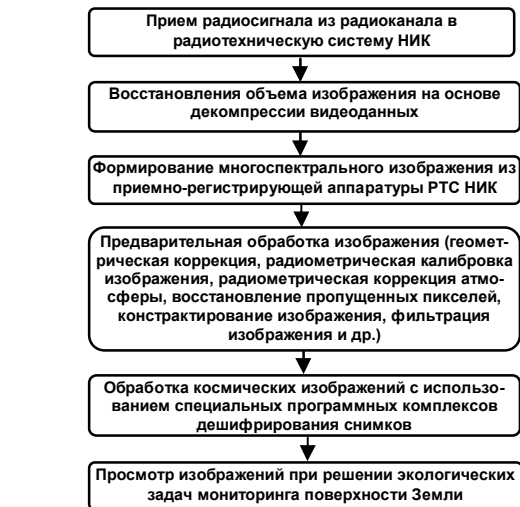 Прием радиосигнала из радиоканала в
радиотехническую систему НИК
Восстановления объема изображения на основе
декомпрессии видеоданных
Формирование многоспектрального изображения из
приемно-регистрирующей аппаратуры РТС НИК
Предварительная обработка изображения (геомет-
рическая коррекция, радиометрическая калибровка
изображения, радиометрическая коррекция атмо-
сферы, восстановление пропущенных пикселей,
констрактирование изображения, фильтрация
изображения и др.)
Обработка космических изображений с использо-
ванием специальных программных комплексов
дешифрирования снимков
Просмотр изображений при решении экологических
задач мониторинга поверхности Земли